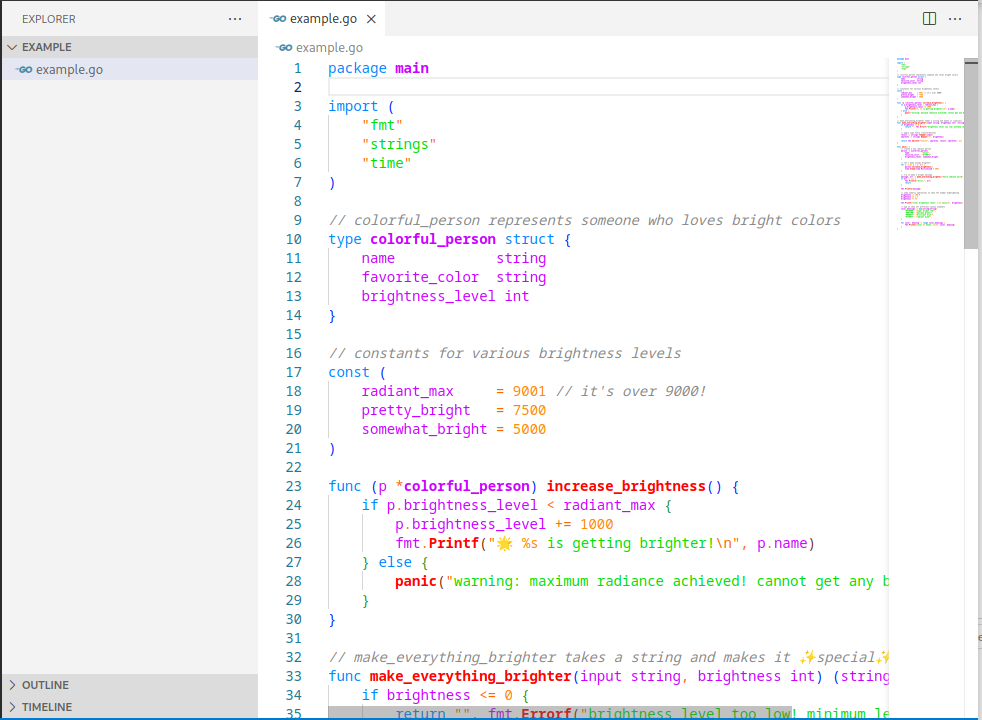 EXPLORER ···
EXAMPLE
GO example.go
OUTLINE
TIMELINE
GO example.go × ···
GO example.go
1 package main
2
3 import (
4     "fmt"
5     "strings"
6     "time"
7 )
8
9 // colorful_person represents someone who loves bright colors
10 type colorful_person struct {
11     name            string
12     favorite_color  string
13     brightness_level int
14 }
15
16 // constants for various brightness levels
17 const (
18     radiant_max     = 9001 // it's over 9000!
19     pretty_bright   = 7500
20     somewhat_bright = 5000
21 )
22
23 func (p *colorful_person) increase_brightness() {
24     if p.brightness_level < radiant_max {
25         p.brightness_level += 1000
26         fmt.Printf("🌟 %s is getting brighter!\n", p.name)
27     } else {
28         panic("warning: maximum radiance achieved! cannot get any b
29     }
30 }
31
32 // make_everything_brighter takes a string and makes it ✨special✨
33 func make_everything_brighter(input string, brightness int) (string
34     if brightness <= 0 {
35         return "", fmt.Errorf("brightness level too low! minimum le